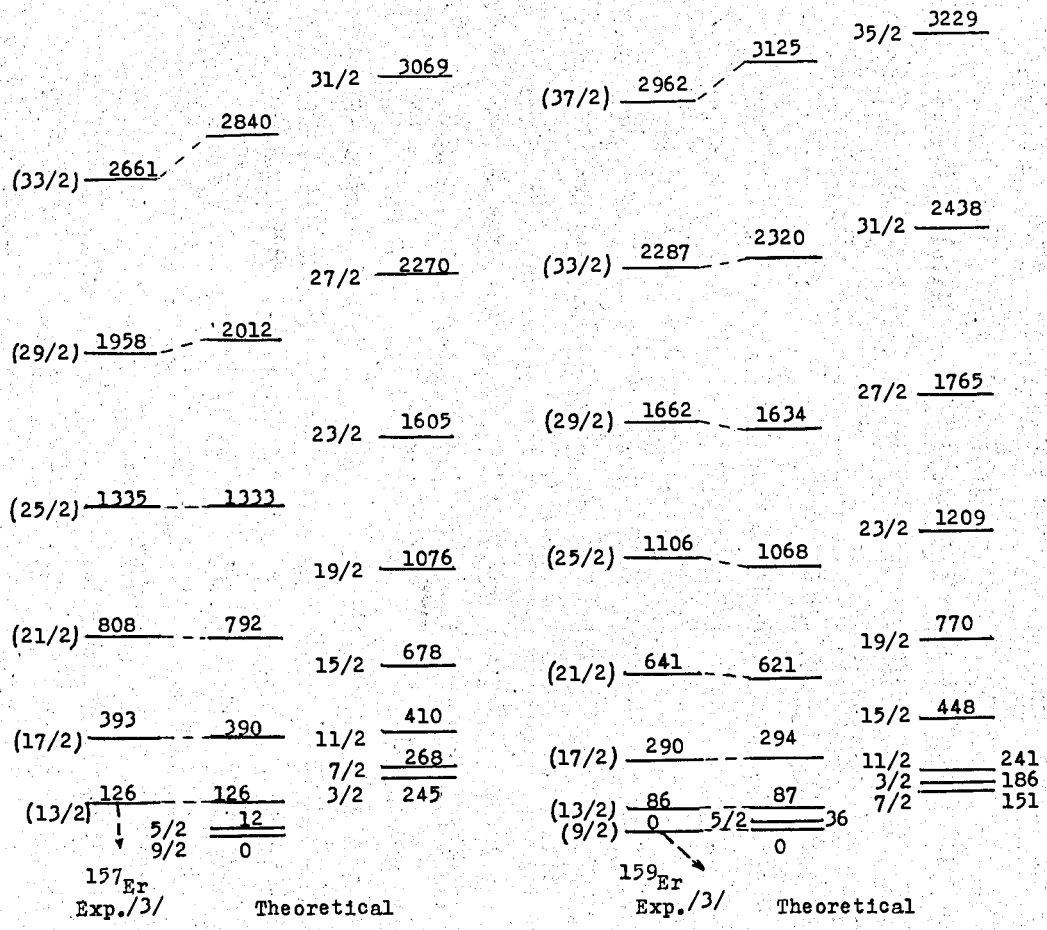 35/2 3229
3125
31/2 3069
(37/2) 2962
2840
(33/2) 2661
31/2 2438
(33/2) 2287 2320
27/2 2270
(29/2) 1958 2012
27/2 1765
(29/2) 1662 1634
23/2 1605
(25/2) 1335 1333
23/2 1209
(25/2) 1106 1068
19/2 1076
(21/2) 808 792
19/2 770
15/2 678
(21/2) 641 621
15/2 448
(17/2) 393 390
11/2 410
(17/2) 290 294
11/2 241
7/2 268
3/2 186
3/2 245
7/2 151
(13/2) 126 126
(13/2) 86 87
5/2 12
(9/2) 0 5/2 36
9/2 0
0
157Er
Exp./3/ Theoretical
159Er
Exp./3/ Theoretical